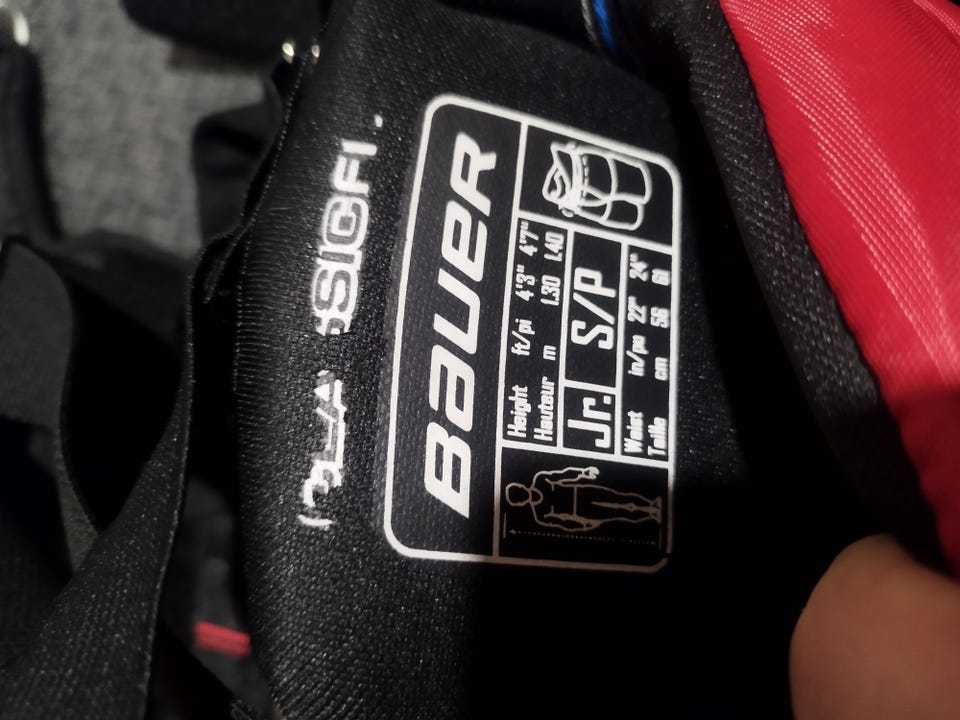 BAUER
Height ft/pi 4'3" 4'7"
Hauteur m 1.30 1.40
Jr. S/P
Waist in/po 22" 24"
Taille cm 56 61